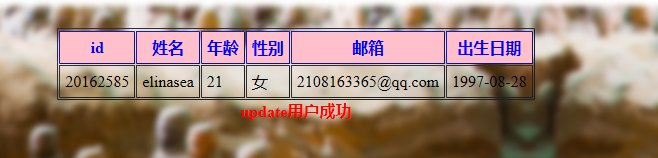 id 姓名 年龄 性别 邮箱 出生日期
20162585 elinasea 21 女 2108163365@qq.com 1997-08-28
update用户成功